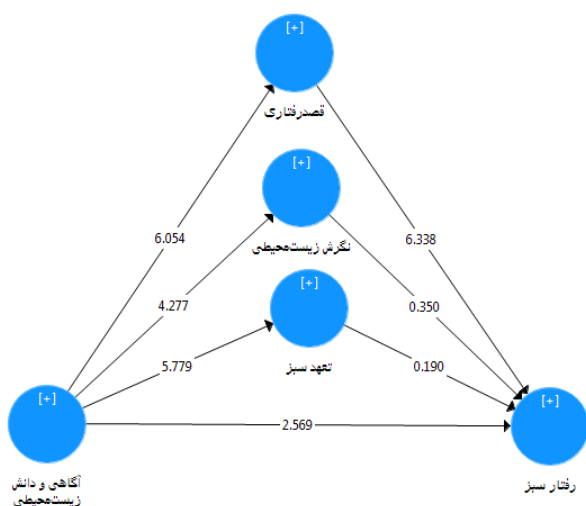 [+]
قصدرفتاری
[+]
6.054
نگرش زیست‌محیطی
6.338
[+]
4.277
0.350
5.779
تعهد سبز
0.190
[+]
[+]
2.569
آگاهی و دانش
زیست‌محیطی
رفتار سبز